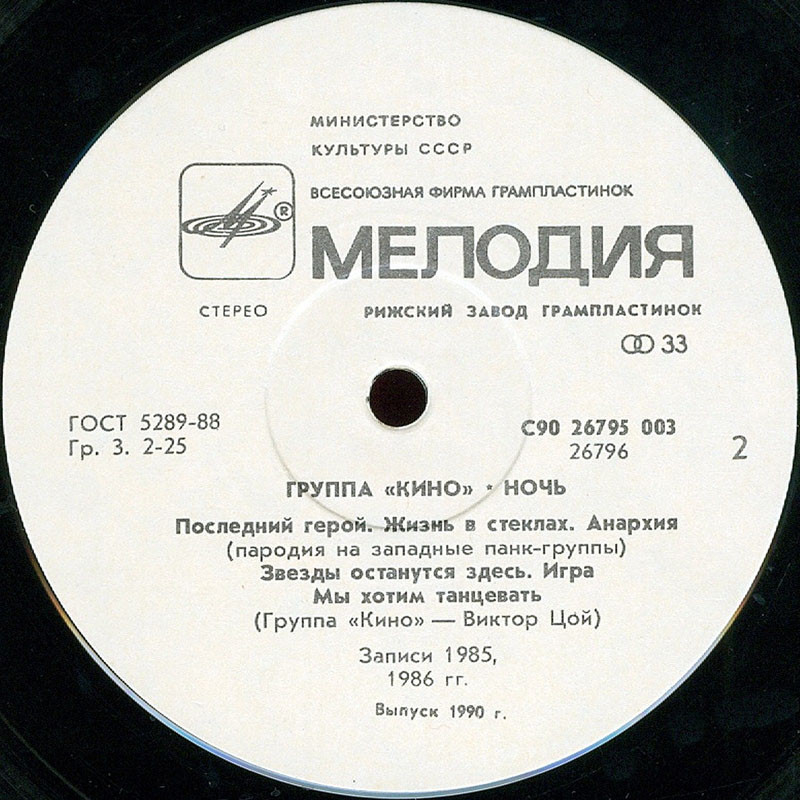 МИНИСТЕРСТВО
КУЛЬТУРЫ СССР
ВСЕСОЮЗНАЯ ФИРМА ГРАМПЛАСТИНОК
®
МЕЛОДИЯ
СТЕРЕО
РИЖСКИЙ ЗАВОД ГРАМПЛАСТИНОК
33
ГОСТ 5289-88
Гр. 3. 2-25
С90 26795 003
26796
2
ГРУППА «КИНО» • НОЧЬ
Последний герой. Жизнь в стеклах. Анархия
(пародия на западные панк-группы)
Звезды останутся здесь. Игра
Мы хотим танцевать
(Группа «Кино» — Виктор Цой)
Записи 1985,
1986 гг.
Выпуск 1990 г.